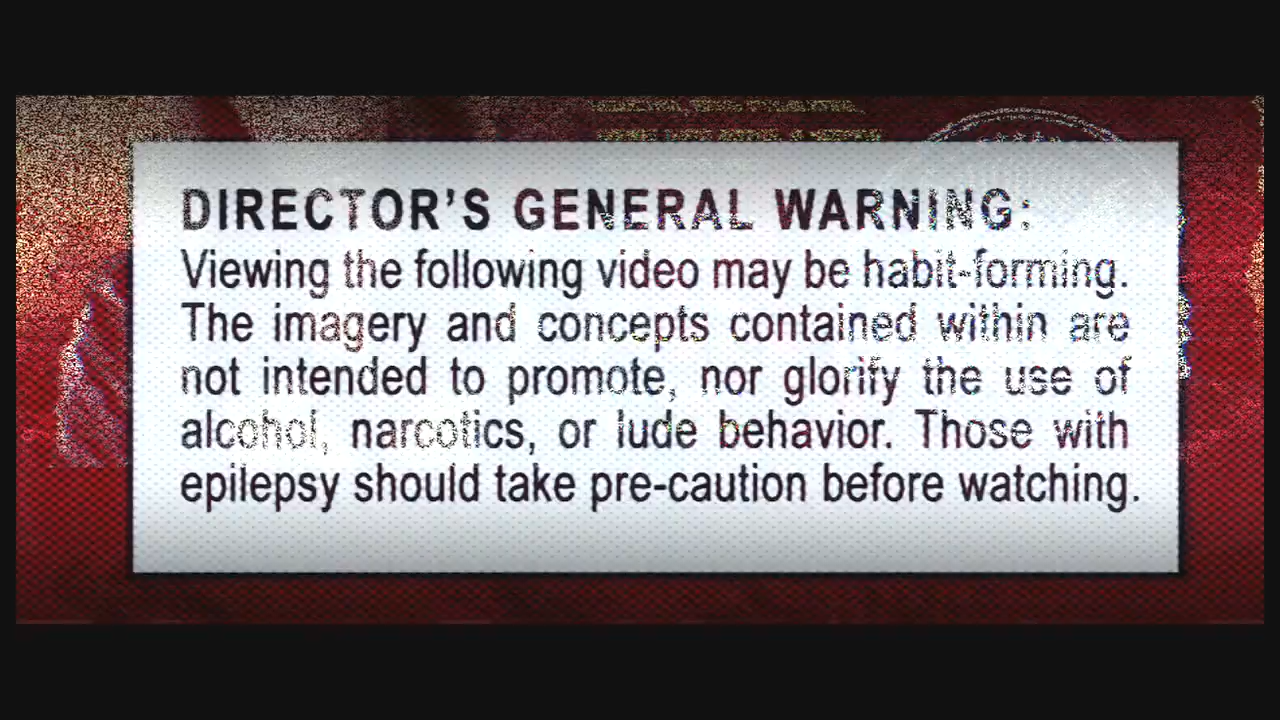 DIRECTOR'S GENERAL WARNING:
Viewing the following video may be habit-forming.
The imagery and concepts contained within are
not intended to promote, nor glorify the use of
alcohol, narcotics, or lude behavior. Those with
epilepsy should take pre-caution before watching.